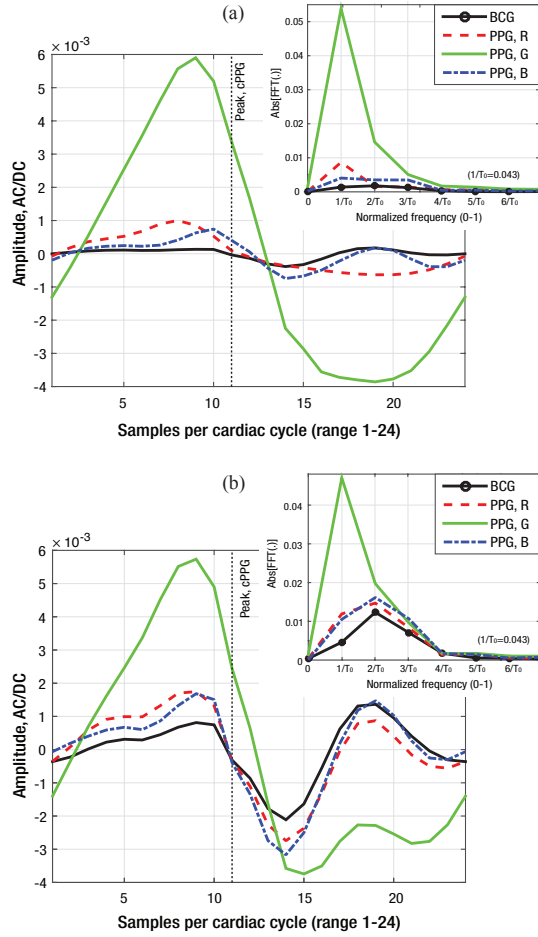 (a)
× 10⁻³
6
5
4
3
2
1
0
-1
-2
-3
-4
Amplitude, AC/DC
5
10
15
20
Samples per cardiac cycle (range 1-24)
Peak, cPPG
0.05
0.04
0.03
0.02
0.01
0
Abs[FFT(.)]
BCG
PPG, R
PPG, G
PPG, B
(1/T₀=0.043)
0
1/T₀
2/T₀
3/T₀
4/T₀
5/T₀
6/T₀
Normalized frequency (0-1)
(b)
× 10⁻³
6
5
4
3
2
1
0
-1
-2
-3
-4
Amplitude, AC/DC
5
10
15
20
Samples per cardiac cycle (range 1-24)
Peak, cPPG
0.04
0.03
0.02
0.01
0
Abs[FFT(.)]
BCG
PPG, R
PPG, G
PPG, B
(1/T₀=0.043)
0
1/T₀
2/T₀
3/T₀
4/T₀
5/T₀
6/T₀
Normalized frequency (0-1)